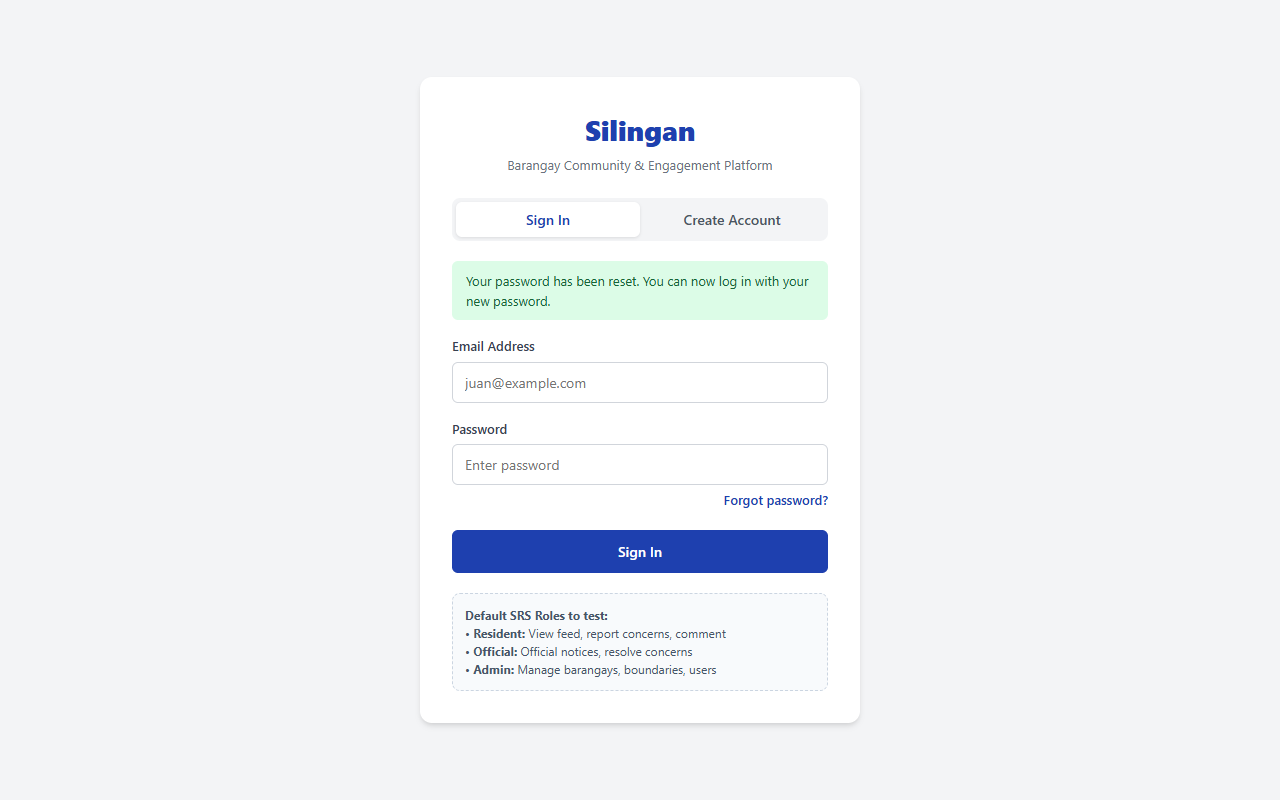 Silingan
Barangay Community & Engagement Platform
Sign In
Create Account
Your password has been reset. You can now log in with your
new password.
Email Address
juan@example.com
Password
Enter password
Forgot password?
Sign In
Default SRS Roles to test:
• Resident: View feed, report concerns, comment
• Official: Official notices, resolve concerns
• Admin: Manage barangays, boundaries, users